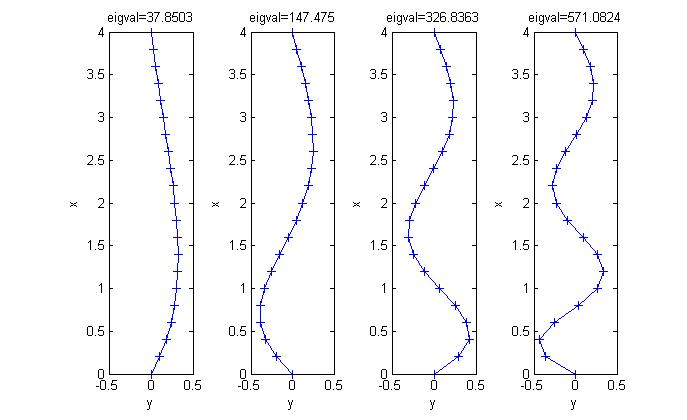 eigval=37.8503 eigval=147.475 eigval=326.8363 eigval=571.0824
4 4 4 4
3.5 3.5 3.5 3.5
3 3 3 3
2.5 2.5 2.5 2.5
x x x x
2 2 2 2
1.5 1.5 1.5 1.5
1 1 1 1
0.5 0.5 0.5 0.5
0 0 0 0
-0.5 0 0.5 -0.5 0 0.5 -0.5 0 0.5 -0.5 0 0.5
y y y y